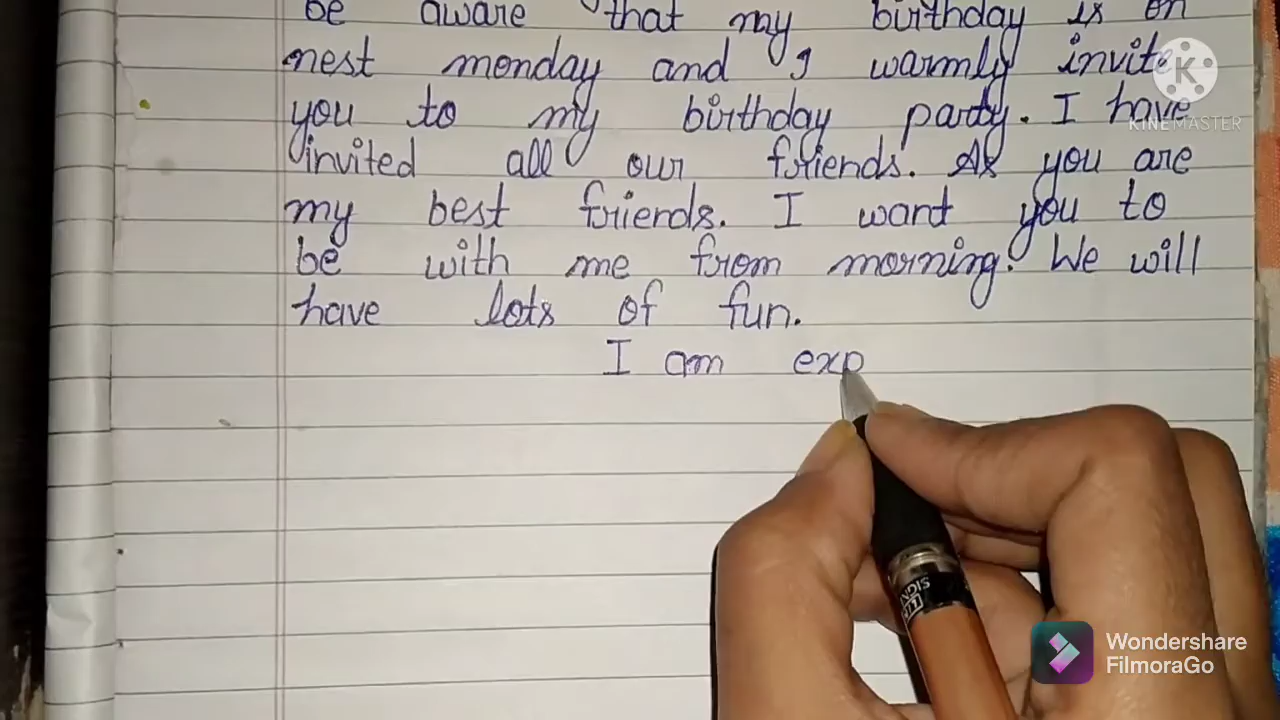 be aware that my birthday is on
nest monday and I warmly invite
you to my birthday party. I have
invited all our friends. As you are
my best friends. I want you to
be with me from morning. We will
have lots of fun.
I am exp
KINEMASTER
Wondershare
FilmoraGo